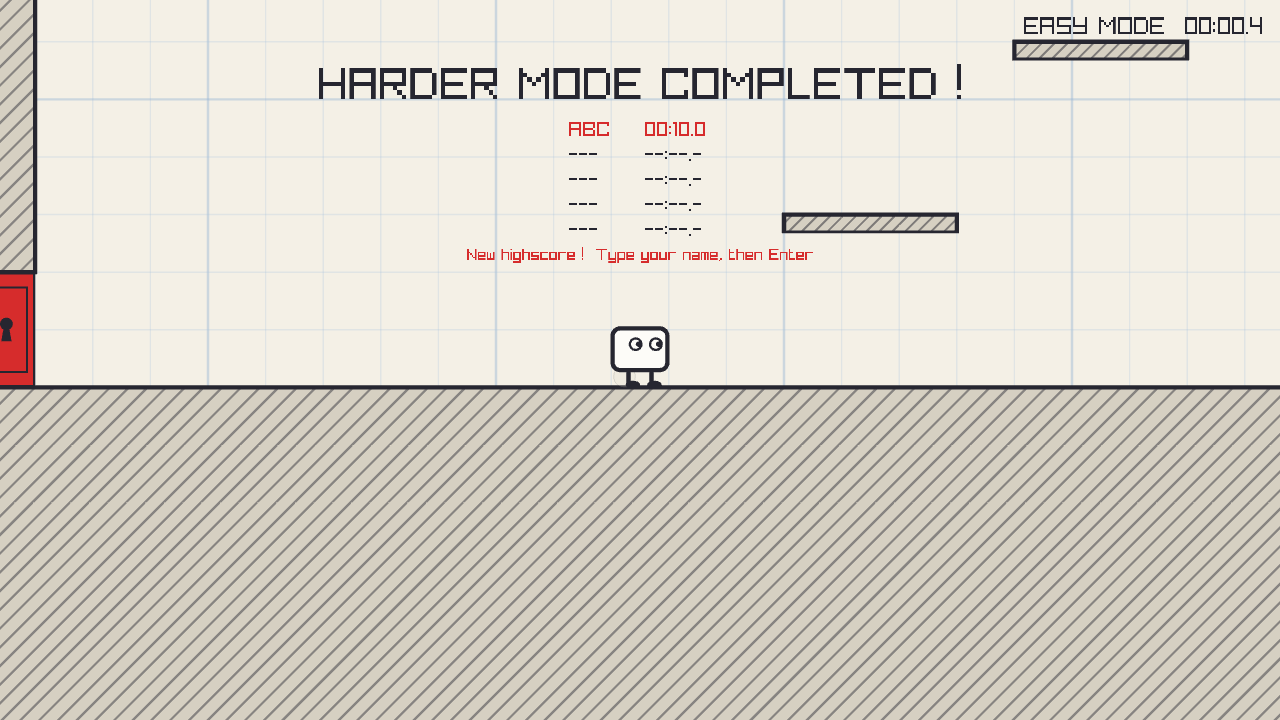 EASY MODE 00:00.4
HARDER MODE COMPLETED !
ABC 00:10.0
--- --:--.-
--- --:--.-
--- --:--.-
--- --:--.-
New highscore ! Type your name, then Enter